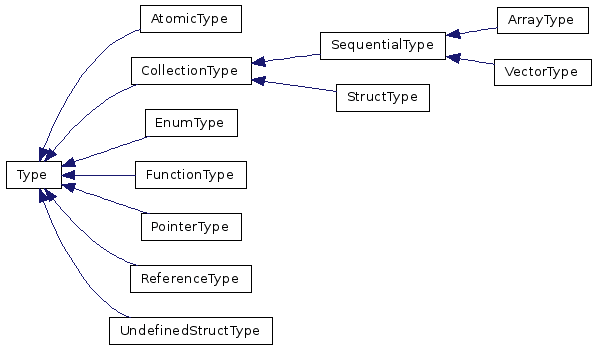 AtomicType
ArrayType
SequentialType
CollectionType
VectorType
StructType
EnumType
Type
FunctionType
PointerType
ReferenceType
UndefinedStructType